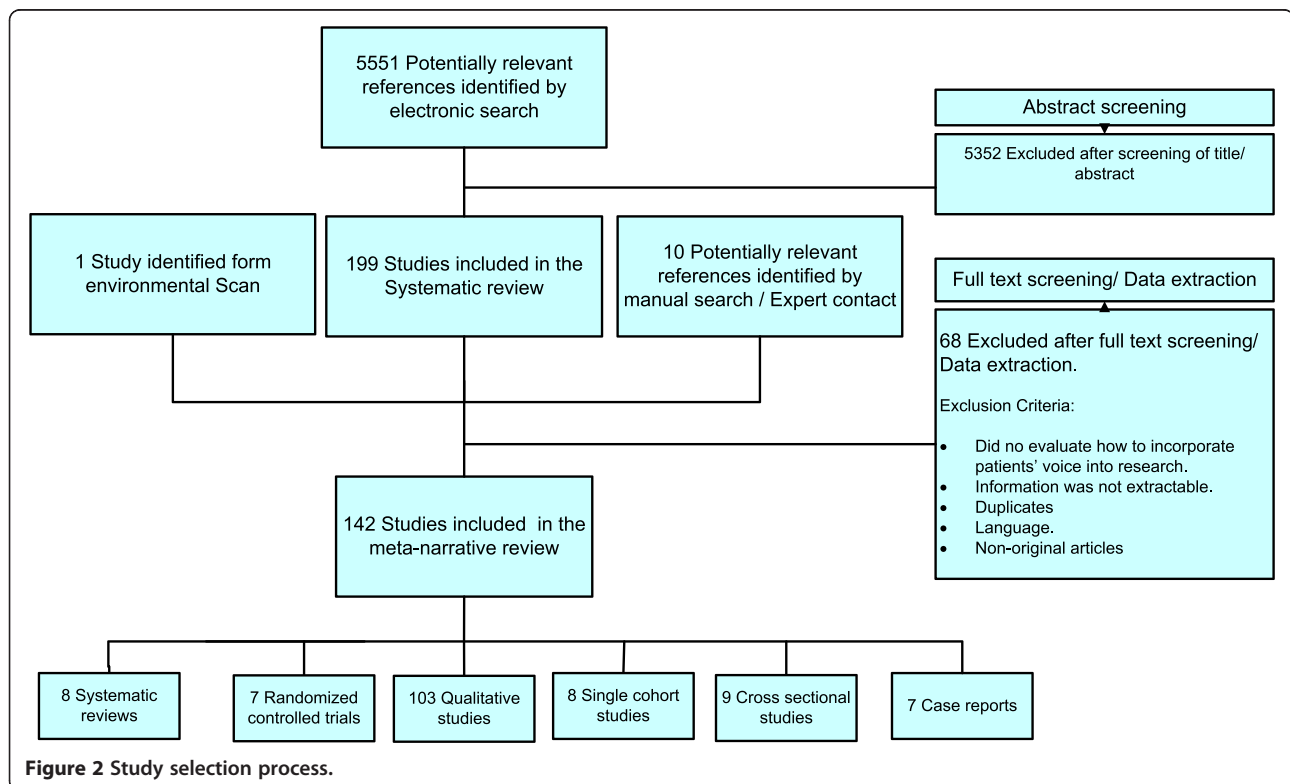 5551 Potentially relevant
references identified by
electronic search
Abstract screening
5352 Excluded after screening of title/
abstract
1 Study identified form
environmental Scan
199 Studies included in the
Systematic review
10 Potentially relevant
references identified by
manual search / Expert contact
Full text screening/ Data extraction
68 Excluded after full text screening/
Data extraction.
Exclusion Criteria:
• Did no evaluate how to incorporate
patients' voice into research.
• Information was not extractable.
• Duplicates
• Language.
• Non-original articles
142 Studies included in the
meta-narrative review
8 Systematic
reviews
7 Randomized
controlled trials
103 Qualitative
studies
8 Single cohort
studies
9 Cross sectional
studies
7 Case reports
Figure 2 Study selection process.